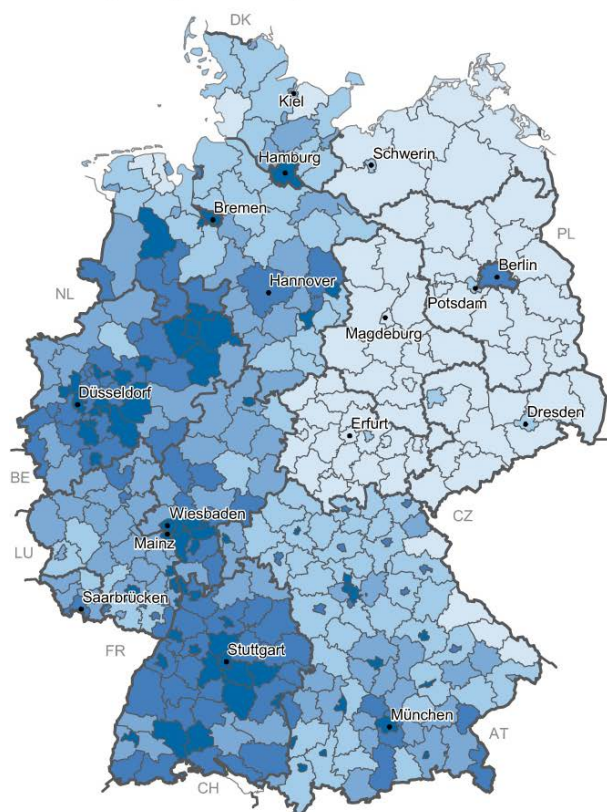 DK
Kiel
Schwerin
Hamburg
Bremen
PL
Berlin
NL
Hannover
Potsdam
Magdeburg
Düsseldorf
Dresden
Erfurt
BE
Wiesbaden
CZ
LU
Mainz
Saarbrücken
FR
Stuttgart
München
AT
CH